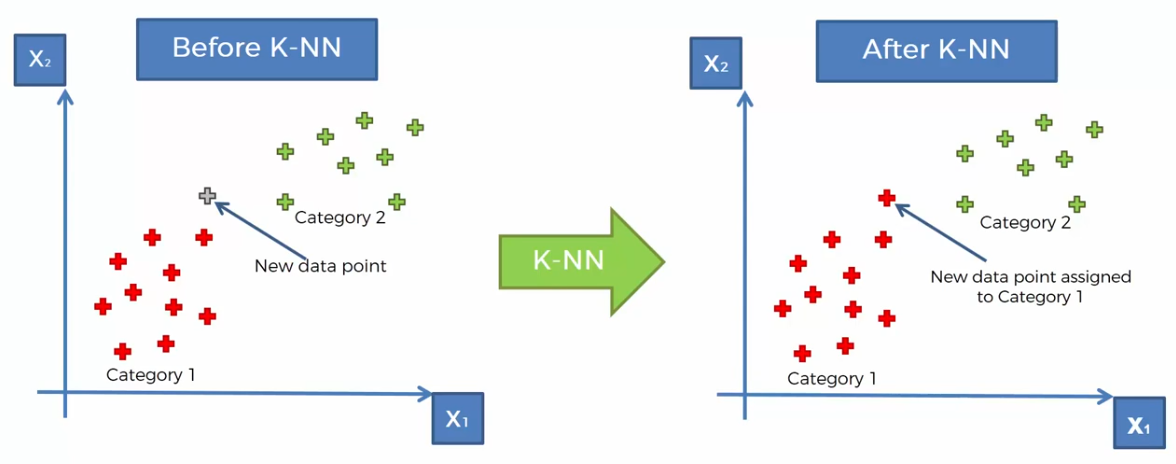 Before K-NN
X₂
Category 2
New data point
Category 1
X₁
K-NN
After K-NN
X₂
Category 2
New data point assigned
to Category 1
Category 1
X₁